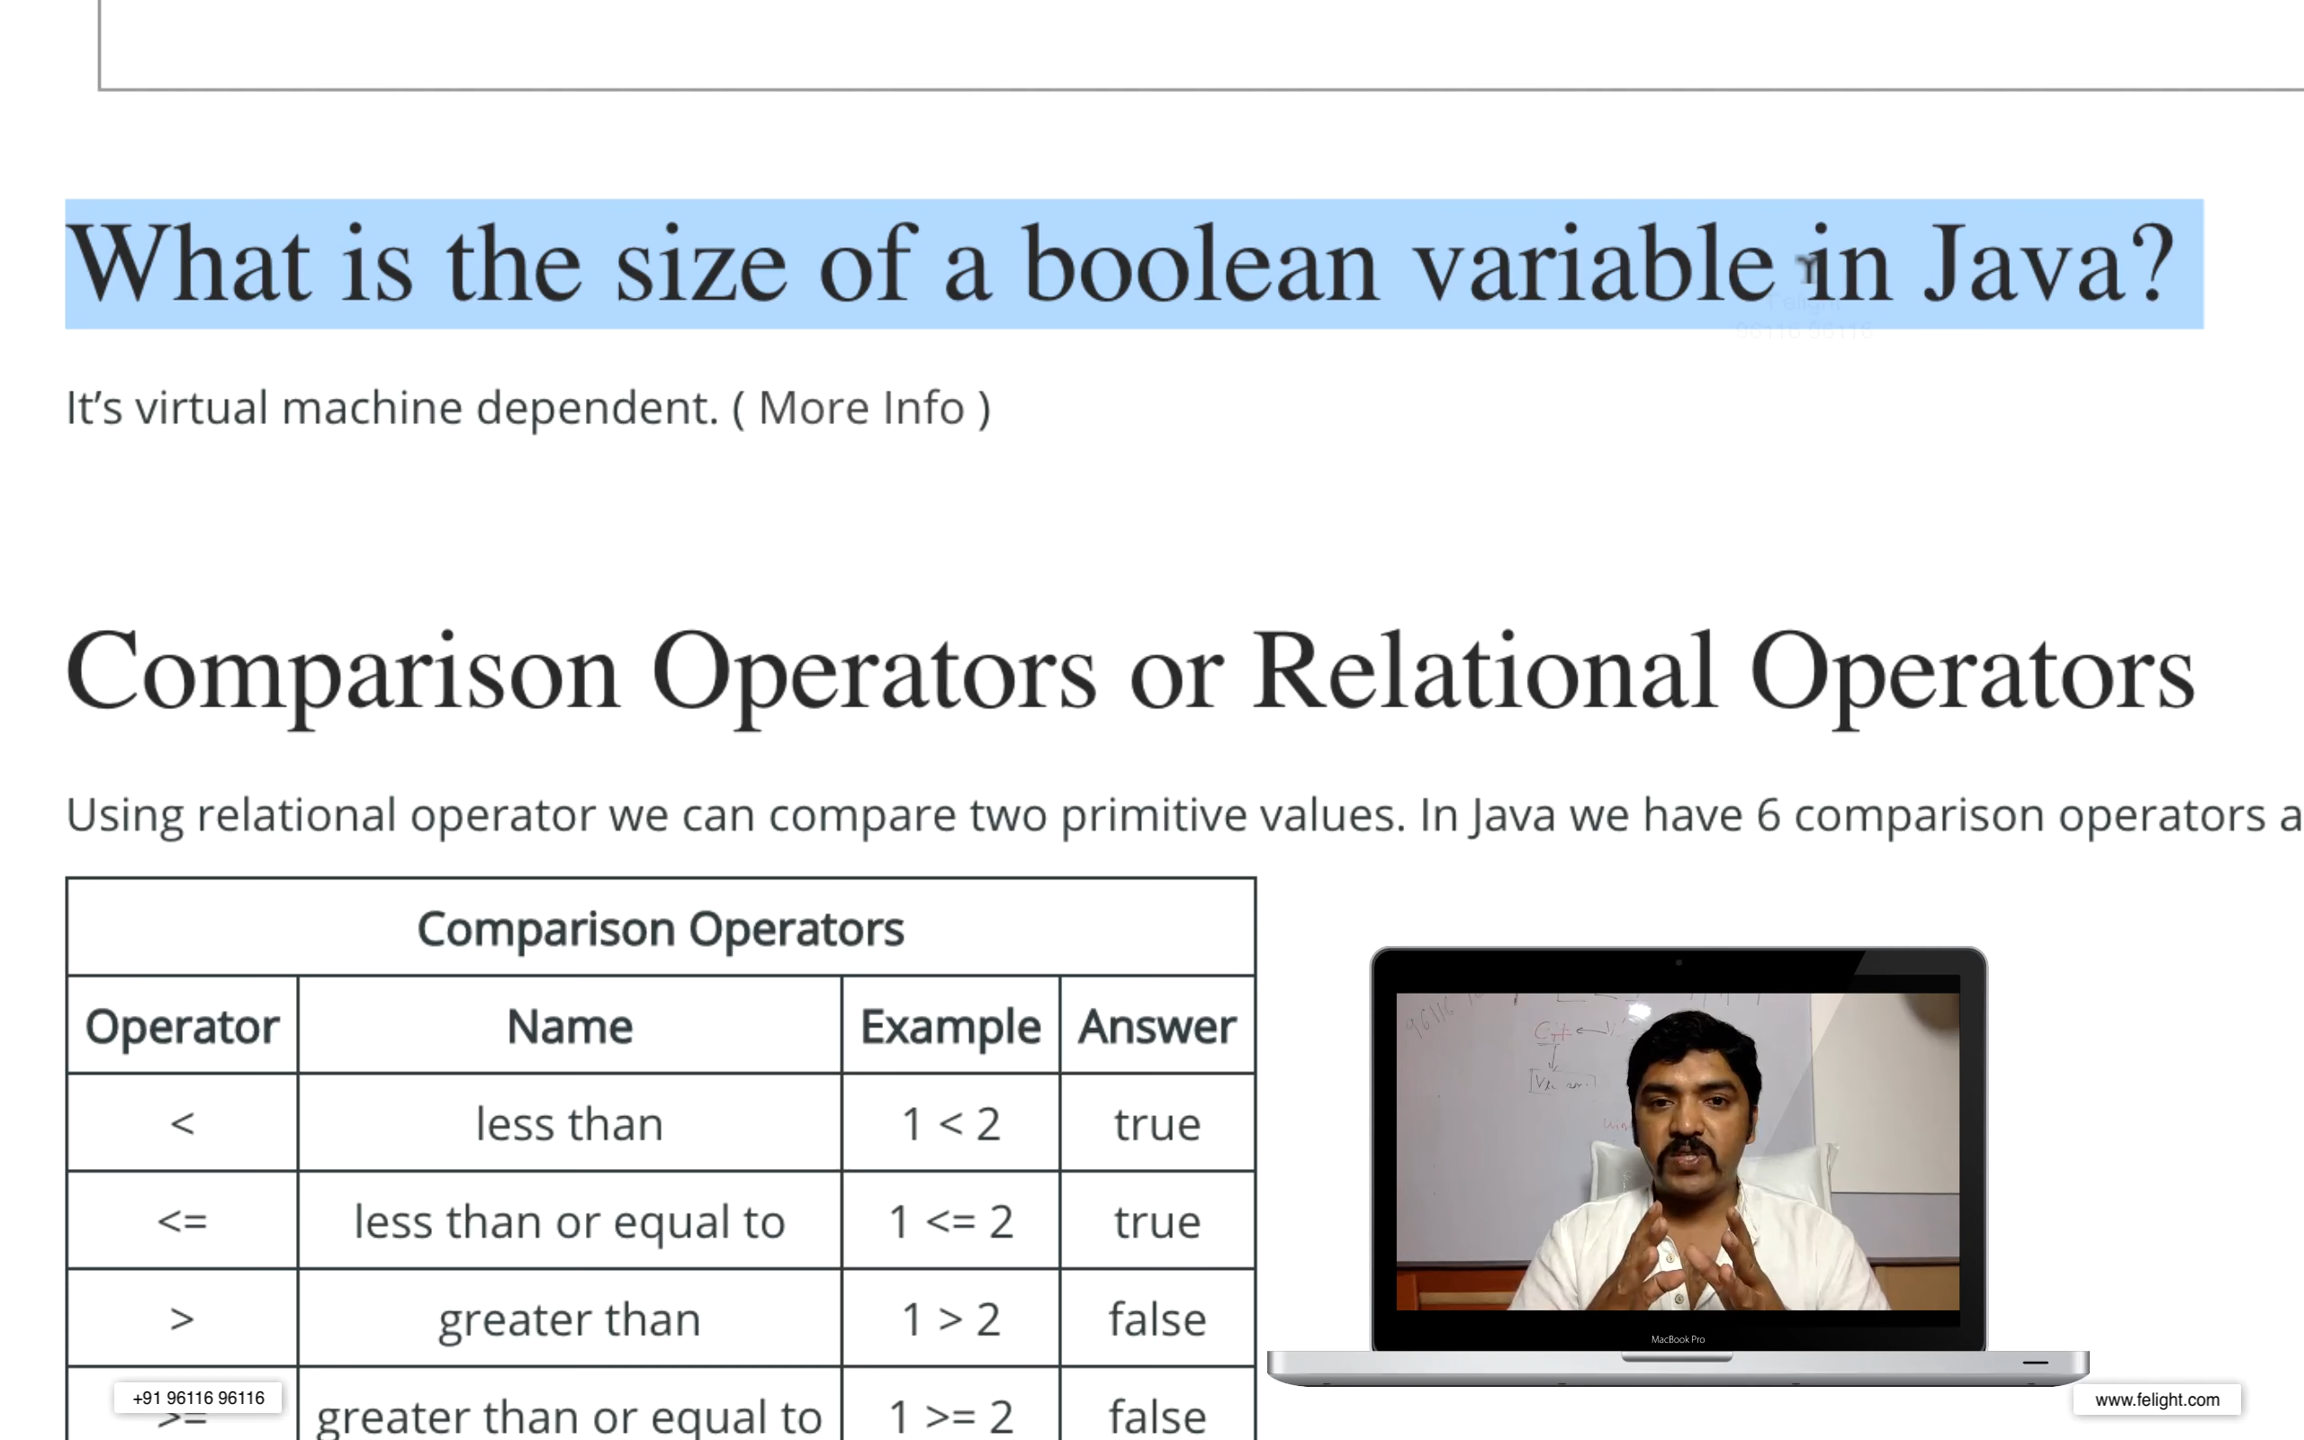 What is the size of a boolean variable in Java?
Felight
96116 96116
It’s virtual machine dependent. ( More Info )
Comparison Operators or Relational Operators
Using relational operator we can compare two primitive values. In Java we have 6 comparison operators a
Comparison Operators
Operator Name Example Answer
< less than 1 < 2 true
<= less than or equal to 1 <= 2 true
> greater than 1 > 2 false
>= greater than or equal to 1 >= 2 false
+91 96116 96116
96116
C++
MacBook Pro
www.felight.com